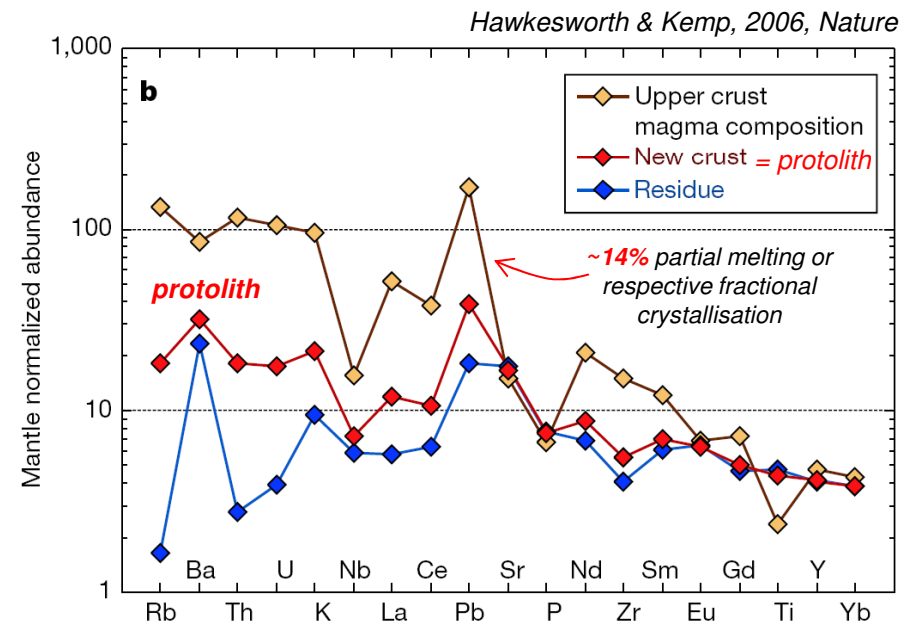 Hawkesworth & Kemp, 2006, Nature
1,000
b
Upper crust
magma composition
New crust = protolith
Residue
Mantle normalized abundance
100
~14% partial melting or
respective fractional
crystallisation
protolith
10
1
Ba U Nb Ce Sr Nd Sm Gd Y
Rb Th K La Pb P Zr Eu Ti Yb